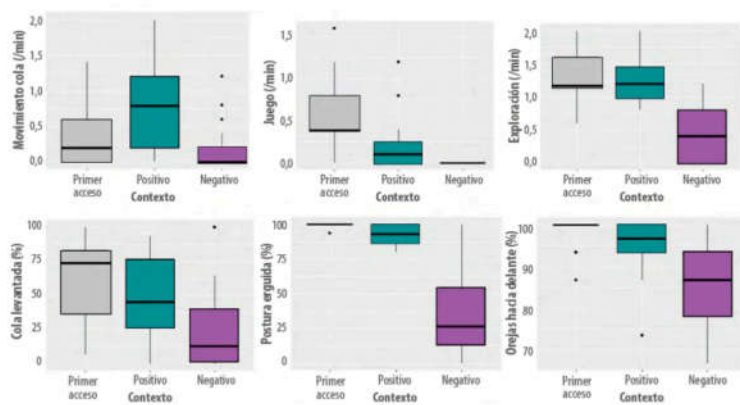 Movimiento cola (/min)
2,0
1,5
1,0
0,5
0,0
Primer
acceso
Positivo
Negativo
Contexto
Juego (/min)
1,5
1,0
0,5
0,0
Primer
acceso
Positivo
Negativo
Contexto
Exploración (/min)
2,0
1,5
1,0
0,5
0,0
Primer
acceso
Positivo
Negativo
Contexto
Cola levantada (%)
100
75
50
25
0
Primer
acceso
Positivo
Negativo
Contexto
Postura erguida (%)
100
75
50
25
0
Primer
acceso
Positivo
Negativo
Contexto
Orejas hacia delante (%)
100
90
80
70
Primer
acceso
Positivo
Negativo
Contexto